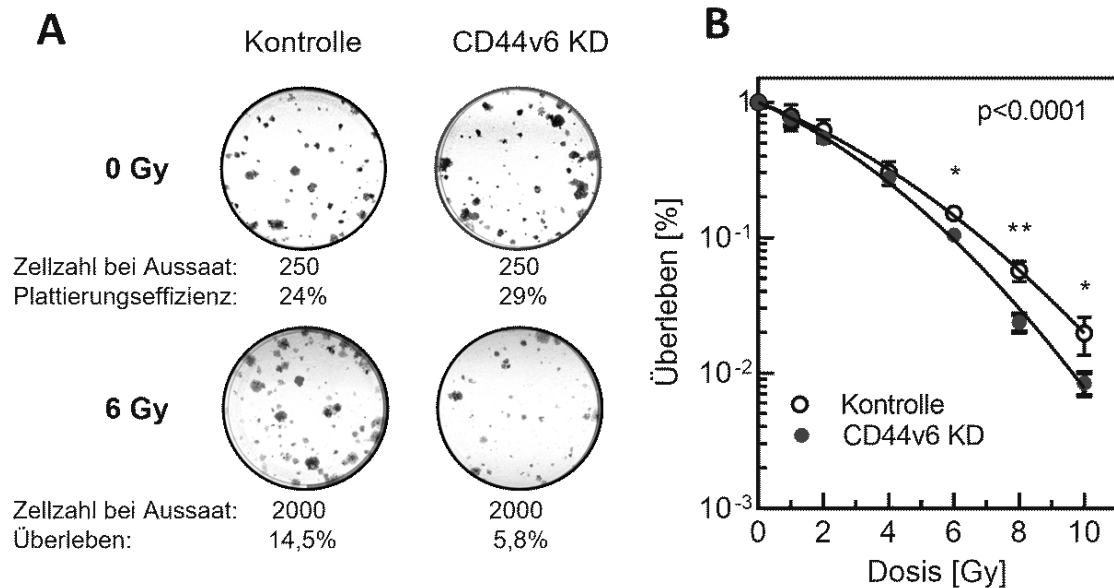 A
Kontrolle CD44v6 KD
0 Gy
Zellzahl bei Aussaat: 250 250
Plattierungseffizienz: 24% 29%
6 Gy
Zellzahl bei Aussaat: 2000 2000
Überleben: 14,5% 5,8%
B
p<0.0001
1
10⁻¹
10⁻²
10⁻³
Überleben [%]
*
**
*
Kontrolle
CD44v6 KD
0 2 4 6 8 10
Dosis [Gy]